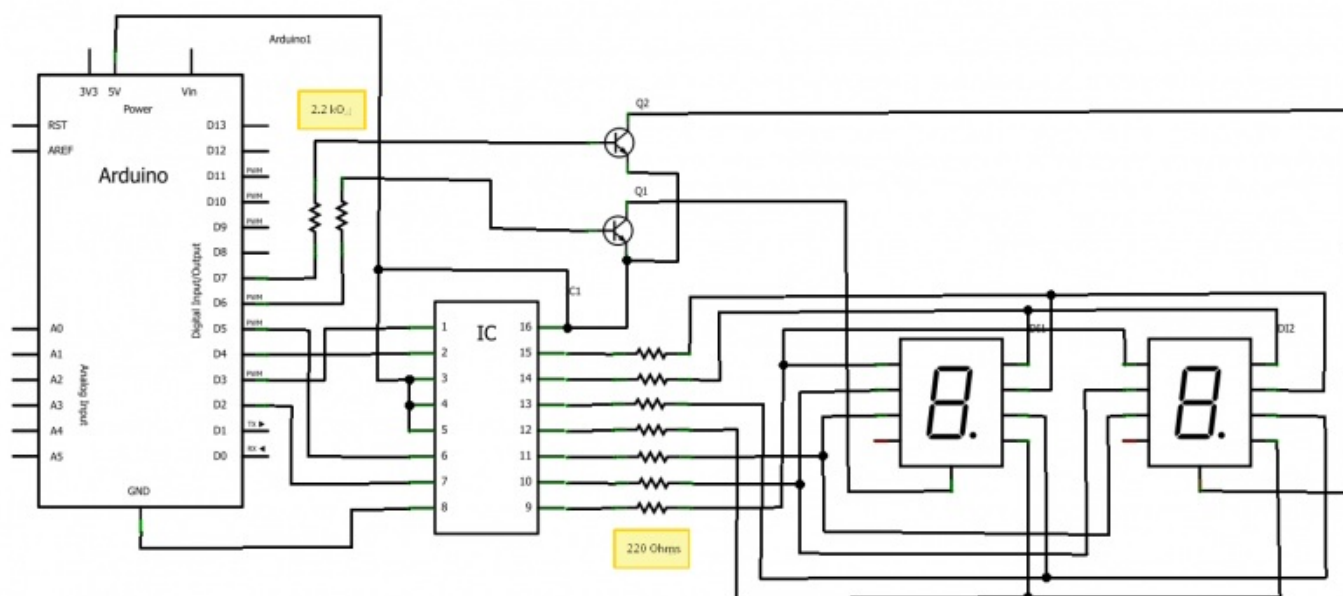 Arduino1
3V3 5V Vin
Power
2.2 kΩ
Q2
RST D13
AREF D12
Arduino D11 PWM
D10 PWM
Q1
D9 PWM
D8
Digital Input/Output
D7
D6 PWM
C1
A0 D5 PWM
A1 D4
A2 D3 PWM
A3 D2
A4 D1 TX
A5 D0 RX
Analog Input
GND
IC
1 16
2 15
3 14
4 13
5 12
6 11
7 10
8 9
220 Ohms
DI2
8.
8.